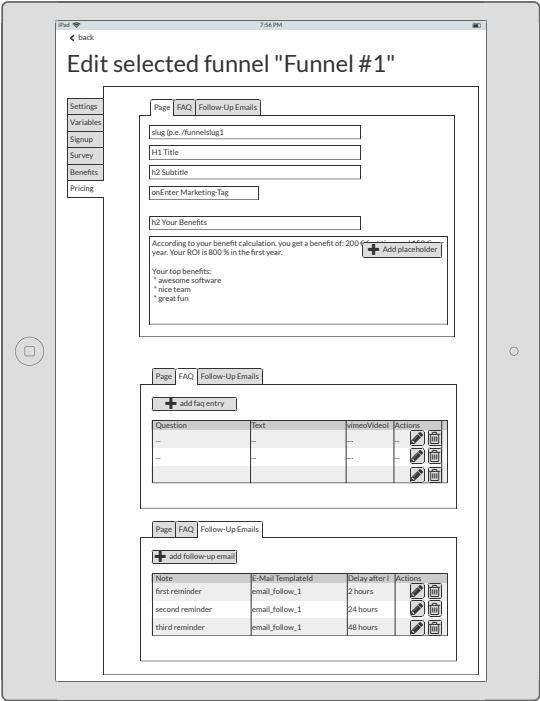 iPad
7:56 PM
back
Edit selected funnel "Funnel #1"
Settings
Variables
Signup
Survey
Benefits
Pricing
Page FAQ Follow-Up Emails
slug (p.e. /funnelslug1
H1 Title
h2 Subtitle
onEnter Marketing-Tag
h2 Your Benefits
According to your benefit calculation, you get a benefit of: 200 €
year. Your ROI is 800 % in the first year.
Add placeholder
Your top benefits:
* awesome software
* nice team
* great fun
Page FAQ Follow-Up Emails
add faq entry
Question Text vimeoVideoI Actions
... ... ... ...
... ... ... ...
Page FAQ Follow-Up Emails
add follow-up email
Note E-Mail TemplateId Delay after l Actions
first reminder email_follow_1 2 hours
second reminder email_follow_1 24 hours
third reminder email_follow_1 48 hours